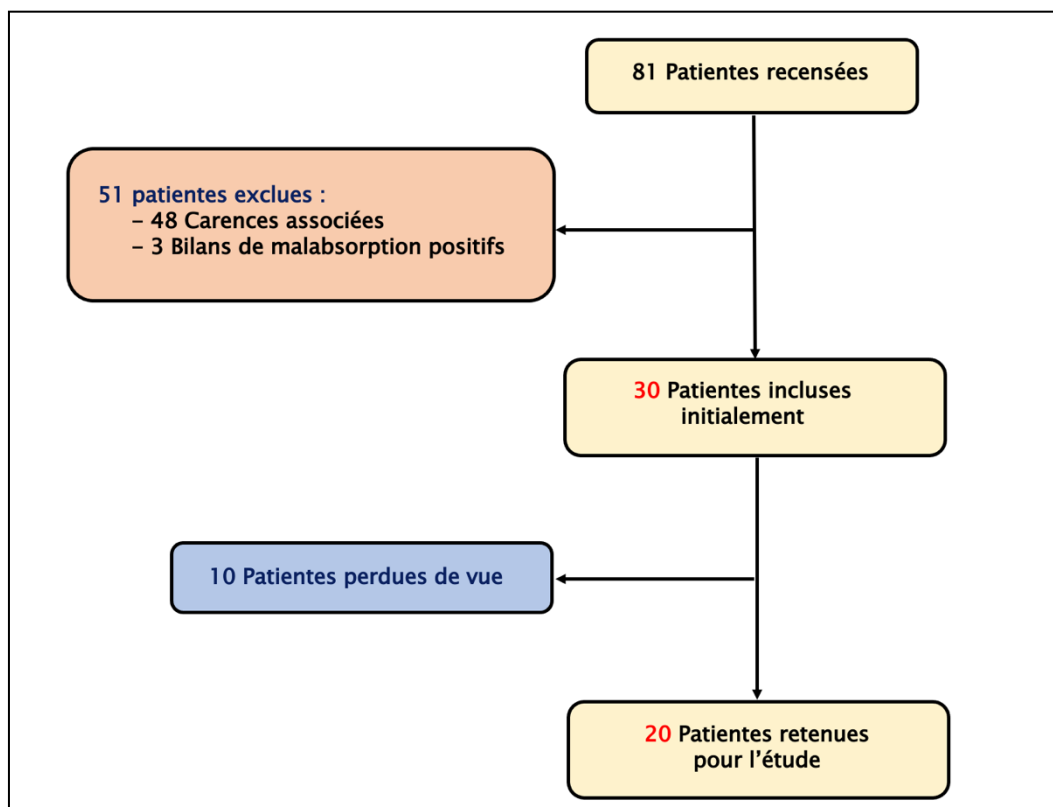 81 Patientes recensées
51 patientes exclues :
– 48 Carences associées
– 3 Bilans de malabsorption positifs
30 Patientes incluses
initialement
10 Patientes perdues de vue
20 Patientes retenues
pour l'étude